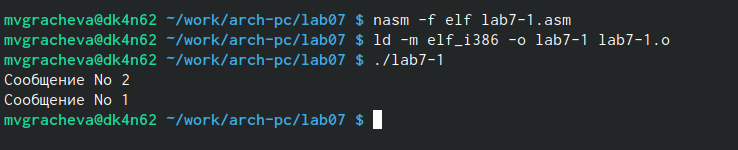 mvgracheva@dk4n62 ~/work/arch-pc/lab07 $ nasm -f elf lab7-1.asm
mvgracheva@dk4n62 ~/work/arch-pc/lab07 $ ld -m elf_i386 -o lab7-1 lab7-1.o
mvgracheva@dk4n62 ~/work/arch-pc/lab07 $ ./lab7-1
Сообщение No 2
Сообщение No 1
mvgracheva@dk4n62 ~/work/arch-pc/lab07 $